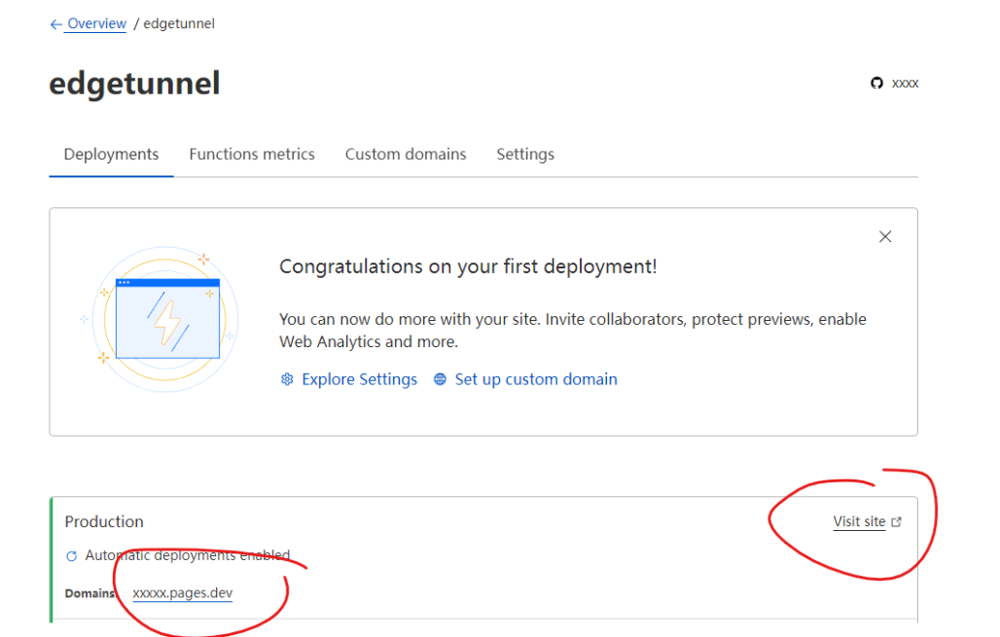 ← Overview / edgetunnel
edgetunnel
xxxx
Deployments Functions metrics Custom domains Settings
Congratulations on your first deployment!
You can now do more with your site. Invite collaborators, protect previews, enable
Web Analytics and more.
Explore Settings Set up custom domain
Production Visit site
Automatic deployments enabled
Domains: xxxxx.pages.dev